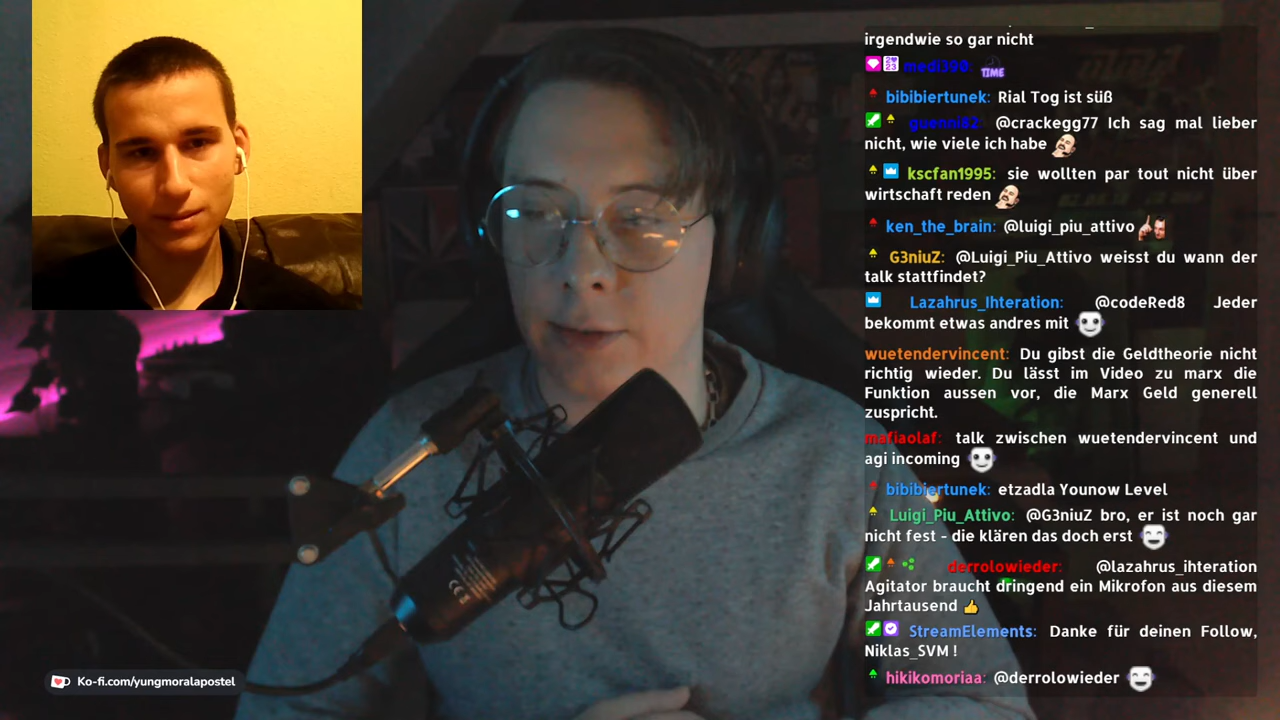 irgendwie so gar nicht
medi390: TIME
bibibiertunek: Rial Tog ist süß
guenni82: @crackegg77 Ich sag mal lieber
nicht, wie viele ich habe
kscfan1995: sie wollten par tout nicht über
wirtschaft reden
ken_the_brain: @luigi_piu_attivo
G3niuZ: @Luigi_Piu_Attivo weisst du wann der
talk stattfindet?
Lazahrus_Ihteration: @codeRed8 Jeder
bekommt etwas andres mit
wuetendervincent: Du gibst die Geldtheorie nicht
richtig wieder. Du lässt im Video zu marx die
Funktion aussen vor, die Marx Geld generell
zuspricht.
mafiaolaf: talk zwischen wuetendervincent und
agi incoming
bibibiertunek: etzadla Younow Level
Luigi_Piu_Attivo: @G3niuZ bro, er ist noch gar
nicht fest - die klären das doch erst
derrolowieder: @lazahrus_ihteration
Agitator braucht dringend ein Mikrofon aus diesem
Jahrtausend
StreamElements: Danke für deinen Follow,
Niklas_SVM !
hikikomoriaa: @derrolowieder
Ko-fi.com/yungmoralapostel